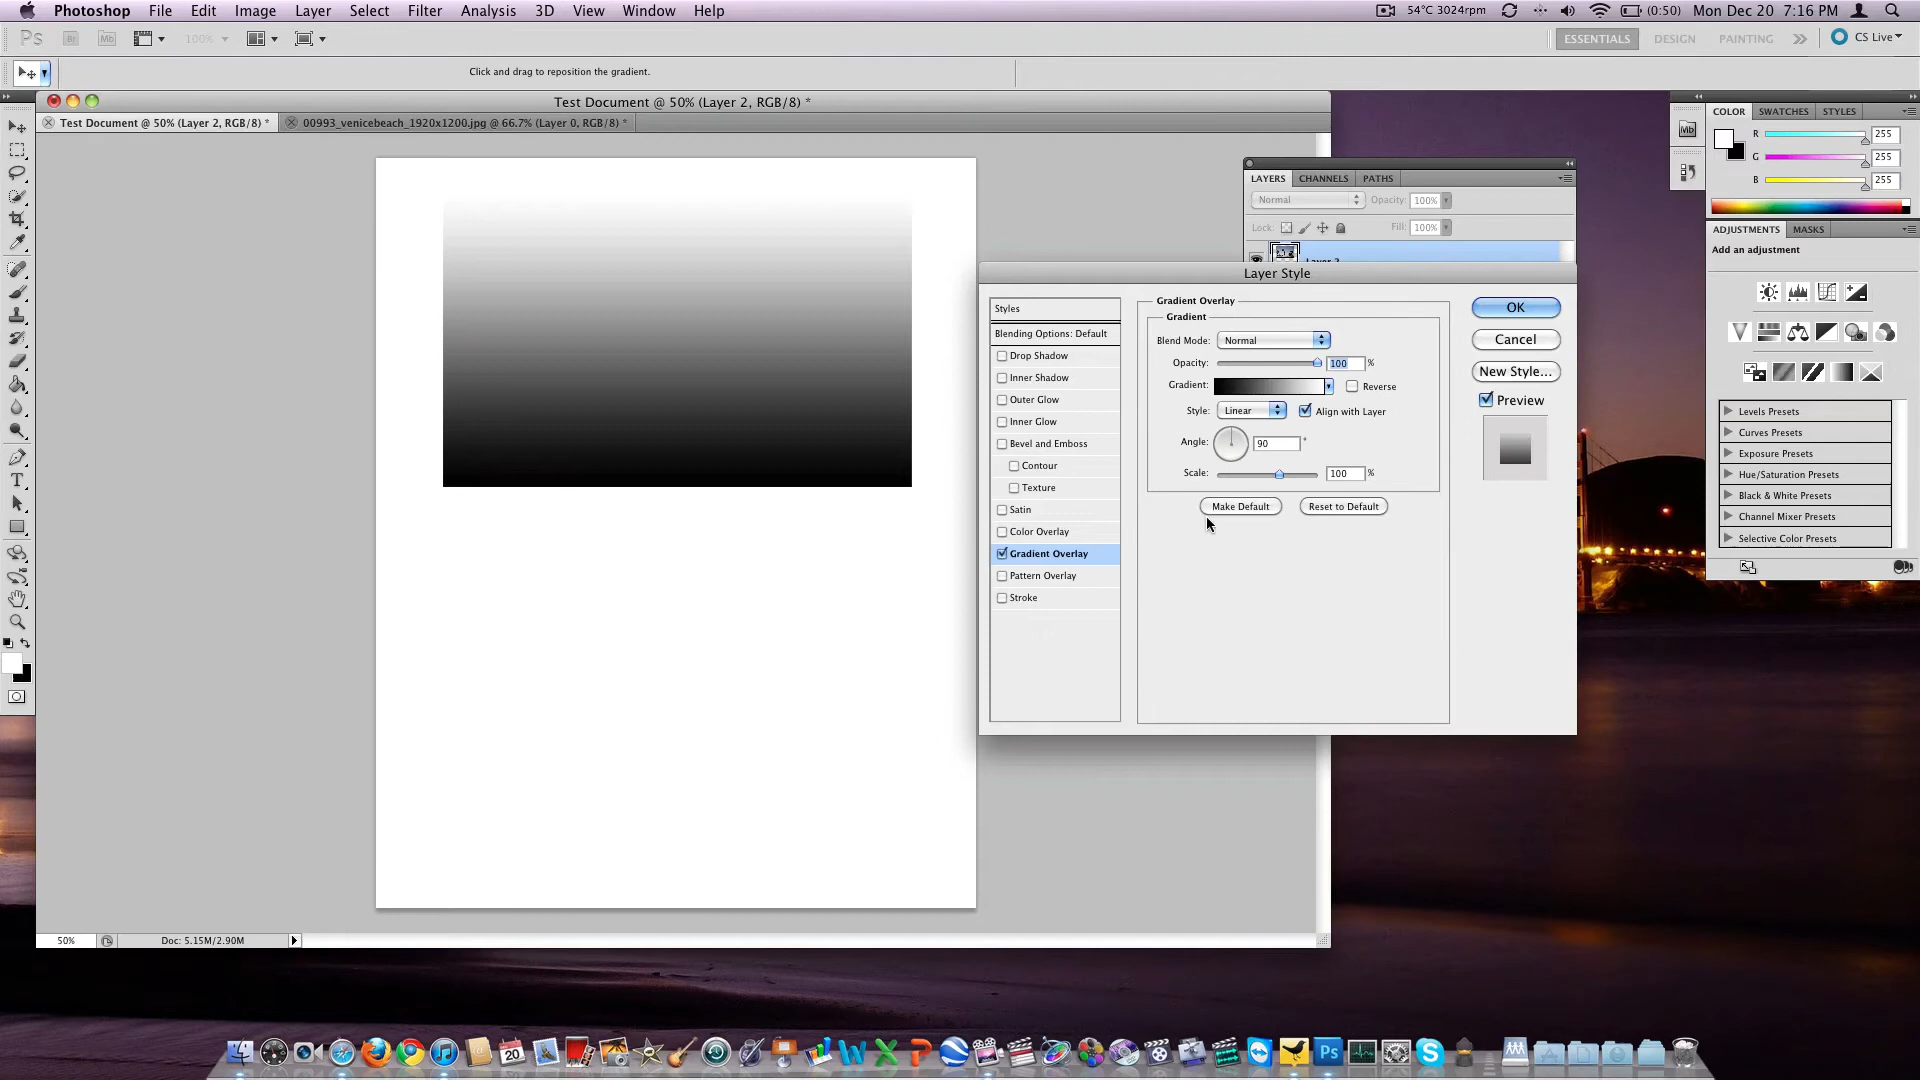 Photoshop File Edit Image Layer Select Filter Analysis 3D View Window Help 54°C 3024rpm (0:50) Mon Dec 20 7:16 PM
Ps Br Mb 100% ESSENTIALS DESIGN PAINTING CS Live
Click and drag to reposition the gradient.
Test Document @ 50% (Layer 2, RGB/8) *
Test Document @ 50% (Layer 2, RGB/8) * 00993_venicebeach_1920x1200.jpg @ 66.7% (Layer 0, RGB/8) *
COLOR SWATCHES STYLES
Mb
R 255
G 255
B 255
LAYERS CHANNELS PATHS
Normal Opacity: 100%
Lock: Fill: 100%
Layer 2
ADJUSTMENTS MASKS
Add an adjustment
Levels Presets
Curves Presets
Exposure Presets
Hue/Saturation Presets
Black & White Presets
Channel Mixer Presets
Selective Color Presets
Layer Style
Styles
Blending Options: Default
Drop Shadow
Inner Shadow
Outer Glow
Inner Glow
Bevel and Emboss
Contour
Texture
Satin
Color Overlay
Gradient Overlay
Pattern Overlay
Stroke
Gradient Overlay
Gradient
Blend Mode: Normal
Opacity: 100 %
Gradient: Reverse
Style: Linear Align with Layer
Angle: 90 °
Scale: 100 %
Make Default Reset to Default
OK
Cancel
New Style...
Preview
50% Doc: 5.15M/2.90M
20
Ps